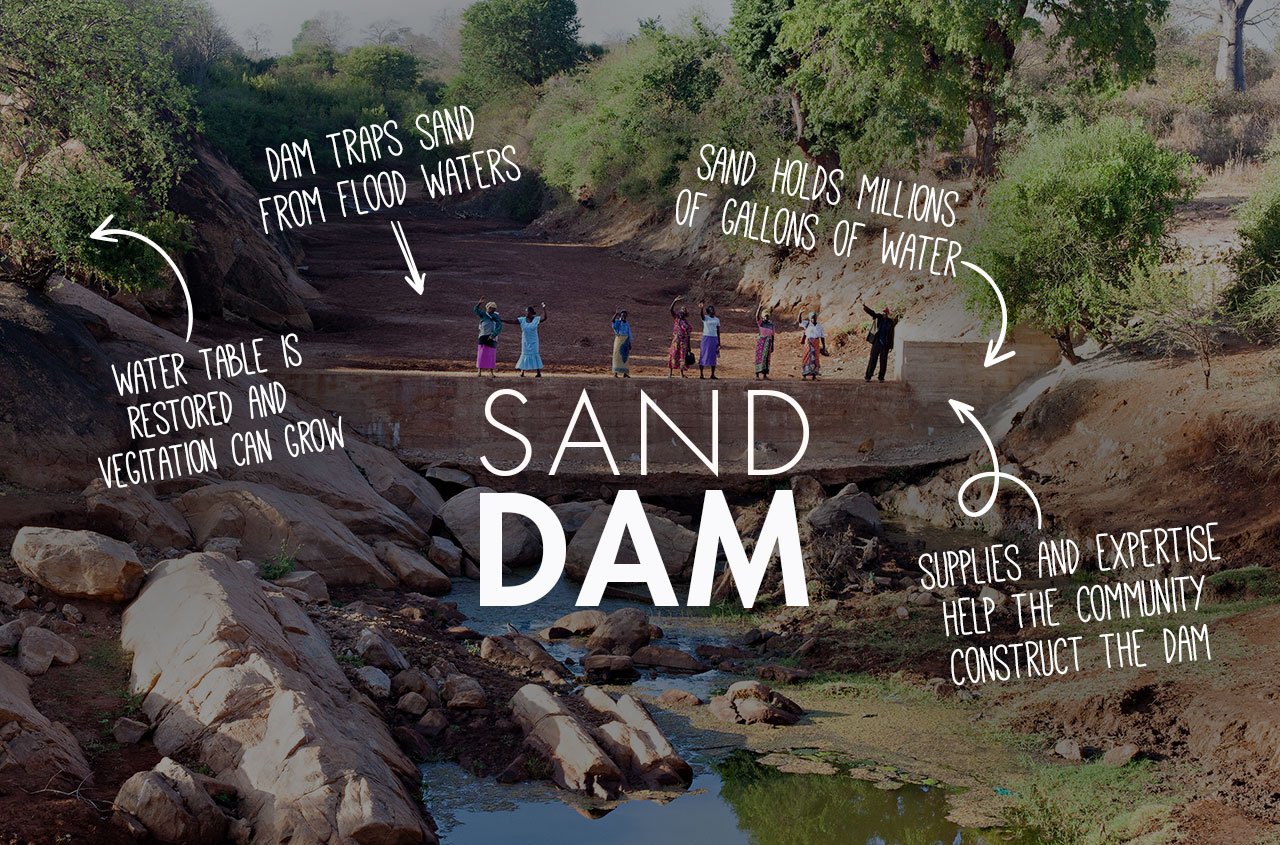 DAM TRAPS SAND
FROM FLOOD WATERS
SAND HOLDS MILLIONS
OF GALLONS OF WATER
WATER TABLE IS
RESTORED AND
VEGITATION CAN GROW
SAND
DAM
SUPPLIES AND EXPERTISE
HELP THE COMMUNITY
CONSTRUCT THE DAM